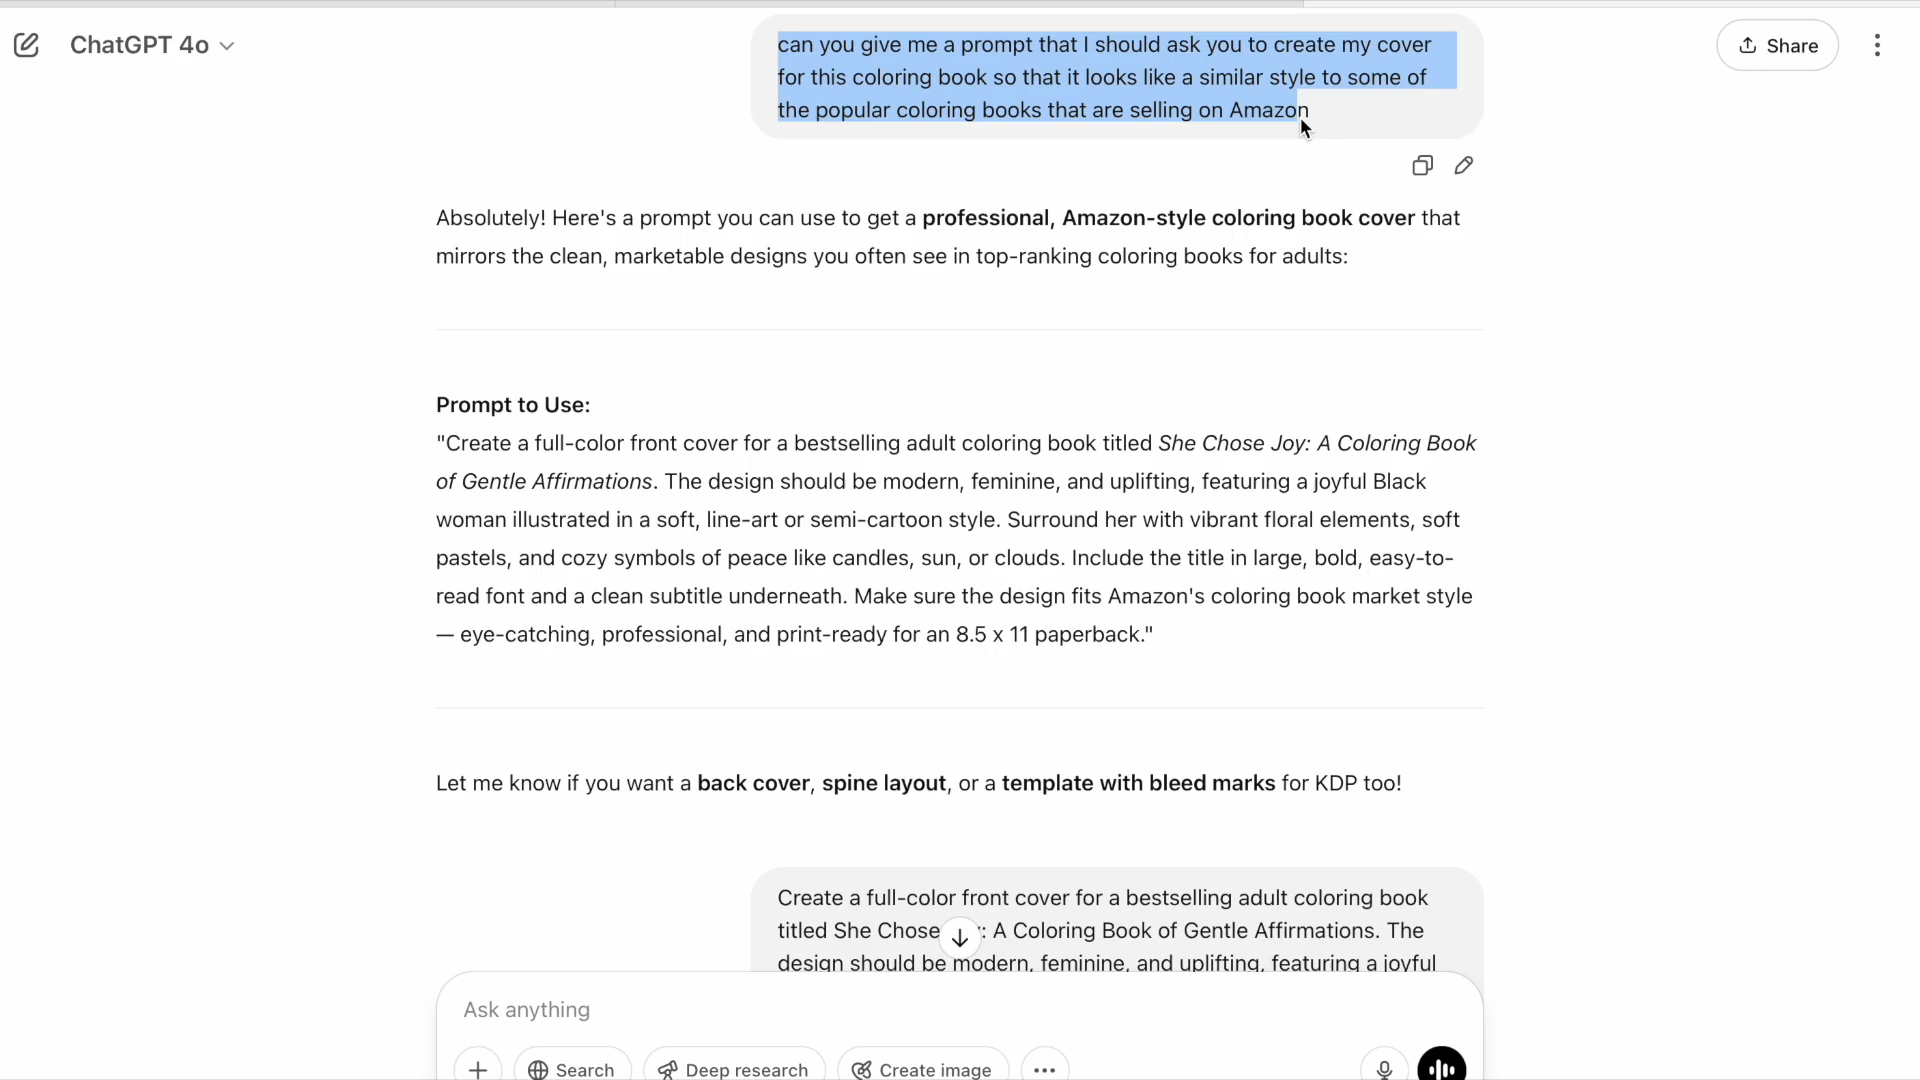 ChatGPT 4o
Share
can you give me a prompt that I should ask you to create my cover
for this coloring book so that it looks like a similar style to some of
the popular coloring books that are selling on Amazon
Absolutely! Here's a prompt you can use to get a professional, Amazon-style coloring book cover that
mirrors the clean, marketable designs you often see in top-ranking coloring books for adults:
Prompt to Use:
"Create a full-color front cover for a bestselling adult coloring book titled She Chose Joy: A Coloring Book
of Gentle Affirmations. The design should be modern, feminine, and uplifting, featuring a joyful Black
woman illustrated in a soft, line-art or semi-cartoon style. Surround her with vibrant floral elements, soft
pastels, and cozy symbols of peace like candles, sun, or clouds. Include the title in large, bold, easy-to-
read font and a clean subtitle underneath. Make sure the design fits Amazon's coloring book market style
— eye-catching, professional, and print-ready for an 8.5 x 11 paperback."
Let me know if you want a back cover, spine layout, or a template with bleed marks for KDP too!
Create a full-color front cover for a bestselling adult coloring book
titled She Chose : A Coloring Book of Gentle Affirmations. The
design should be modern, feminine, and uplifting, featuring a joyful
Ask anything
Search
Deep research
Create image